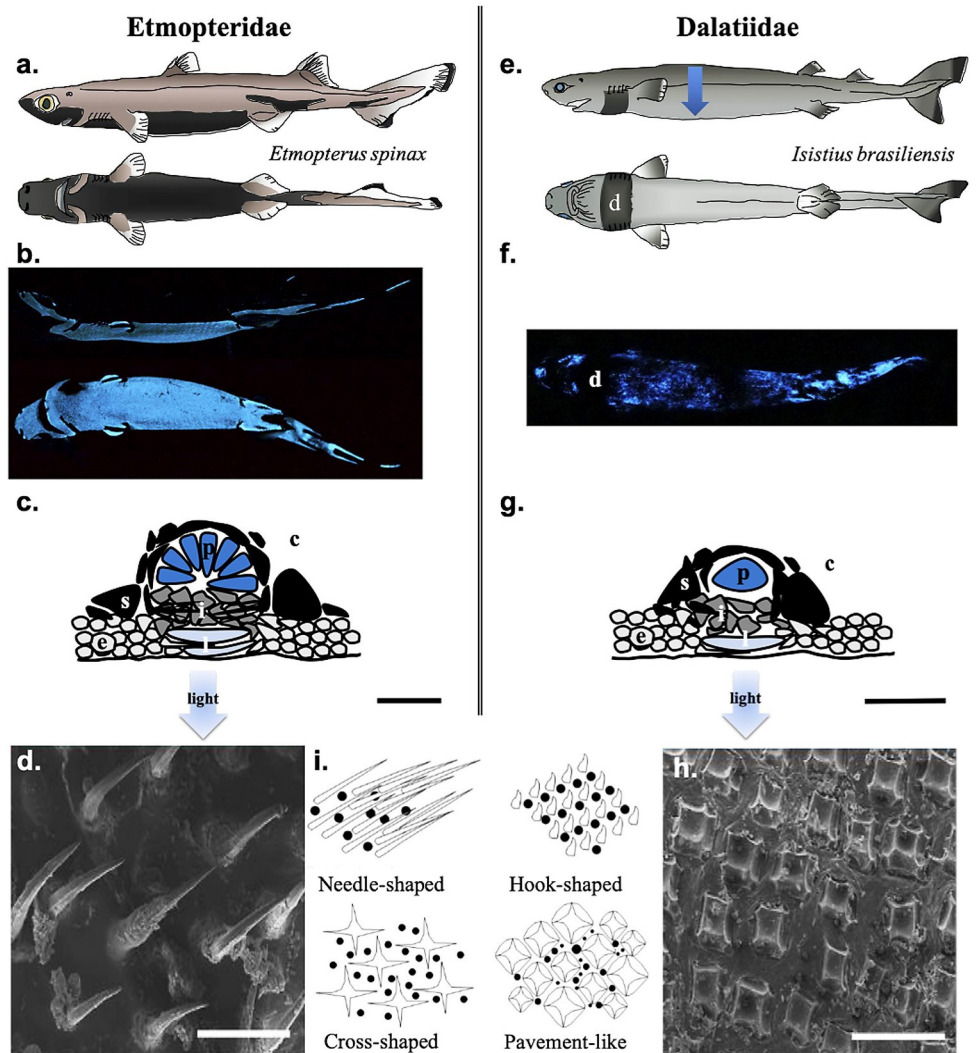 Etmopteridae
Dalatiidae
a.
e.
Etmopterus spinax
Isistius brasiliensis
d
b.
f.
d
c.
g.
p
c
s
i
e
l
light
p
c
s
i
e
l
light
d.
i.
h.
Needle-shaped
Hook-shaped
Cross-shaped
Pavement-like